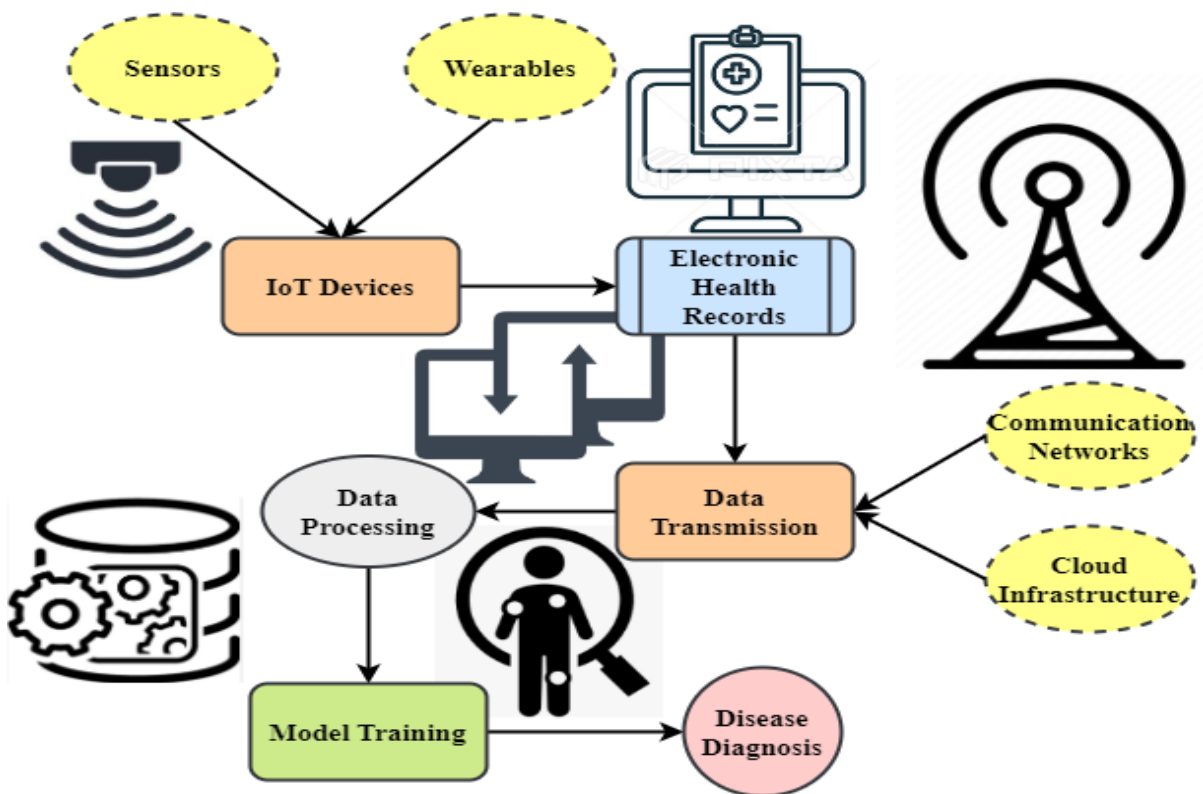 Sensors
Wearables
PIXTA
IoT Devices
Electronic
Health
Records
Communication
Networks
Data
Processing
Data
Transmission
Cloud
Infrastructure
Model Training
Disease
Diagnosis